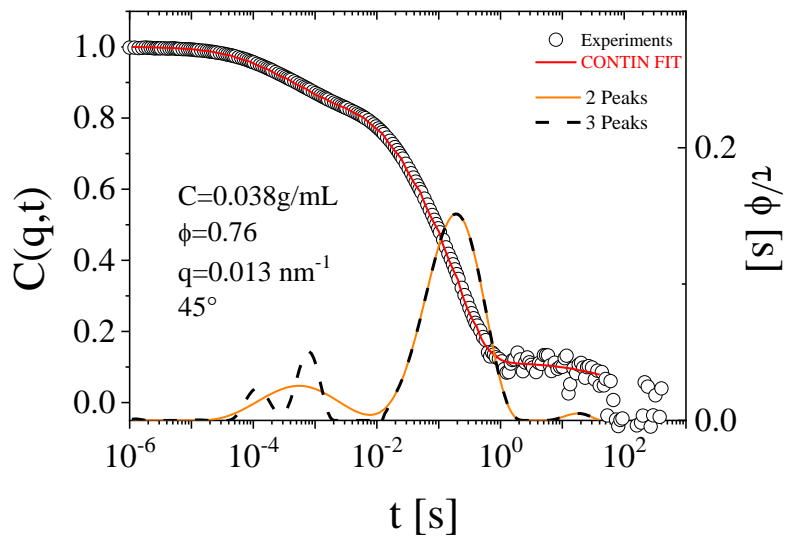 1.0
0.8
0.6
0.4
0.2
0.0
C(q,t)
Experiments
CONTIN FIT
2 Peaks
3 Peaks
C=0.038g/mL
ϕ=0.76
q=0.013 nm⁻¹
45°
0.2
0.0
τ/ϕ [s]
10⁻⁶ 10⁻⁴ 10⁻² 10⁰ 10²
t [s]